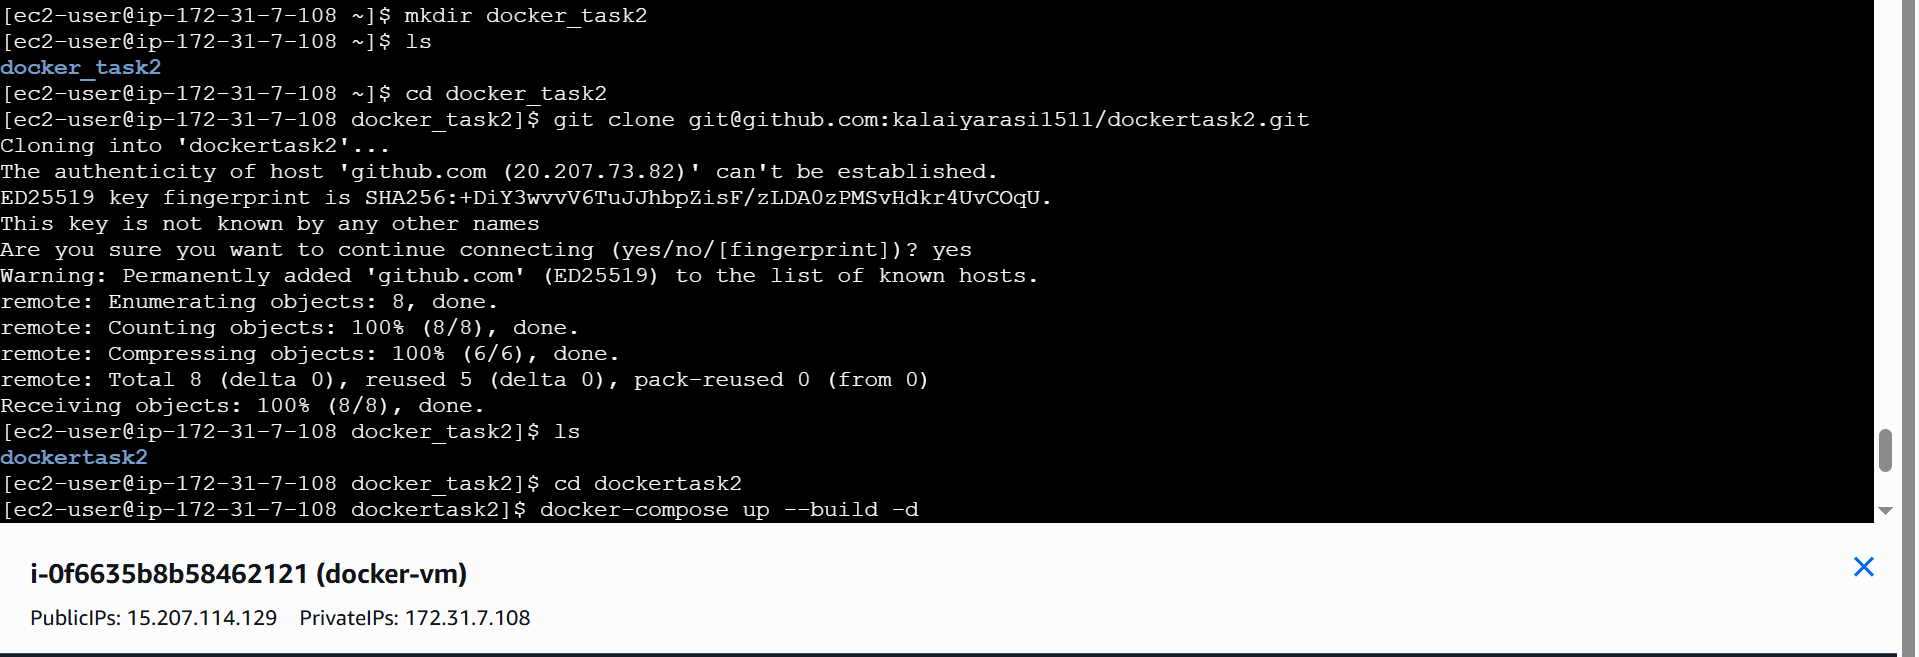 [ec2-user@ip-172-31-7-108 ~]$ mkdir docker_task2
[ec2-user@ip-172-31-7-108 ~]$ ls
docker_task2
[ec2-user@ip-172-31-7-108 ~]$ cd docker_task2
[ec2-user@ip-172-31-7-108 docker_task2]$ git clone git@github.com:kalaiyarasi1511/dockertask2.git
Cloning into 'dockertask2'...
The authenticity of host 'github.com (20.207.73.82)' can't be established.
ED25519 key fingerprint is SHA256:+DiY3wvvV6TuJJhbpZisF/zLDA0zPMSvHdkr4UvCOqU.
This key is not known by any other names
Are you sure you want to continue connecting (yes/no/[fingerprint])? yes
Warning: Permanently added 'github.com' (ED25519) to the list of known hosts.
remote: Enumerating objects: 8, done.
remote: Counting objects: 100% (8/8), done.
remote: Compressing objects: 100% (6/6), done.
remote: Total 8 (delta 0), reused 5 (delta 0), pack-reused 0 (from 0)
Receiving objects: 100% (8/8), done.
[ec2-user@ip-172-31-7-108 docker_task2]$ ls
dockertask2
[ec2-user@ip-172-31-7-108 docker_task2]$ cd dockertask2
[ec2-user@ip-172-31-7-108 dockertask2]$ docker-compose up --build -d
i-0f6635b8b58462121 (docker-vm)
PublicIPs: 15.207.114.129 PrivateIPs: 172.31.7.108